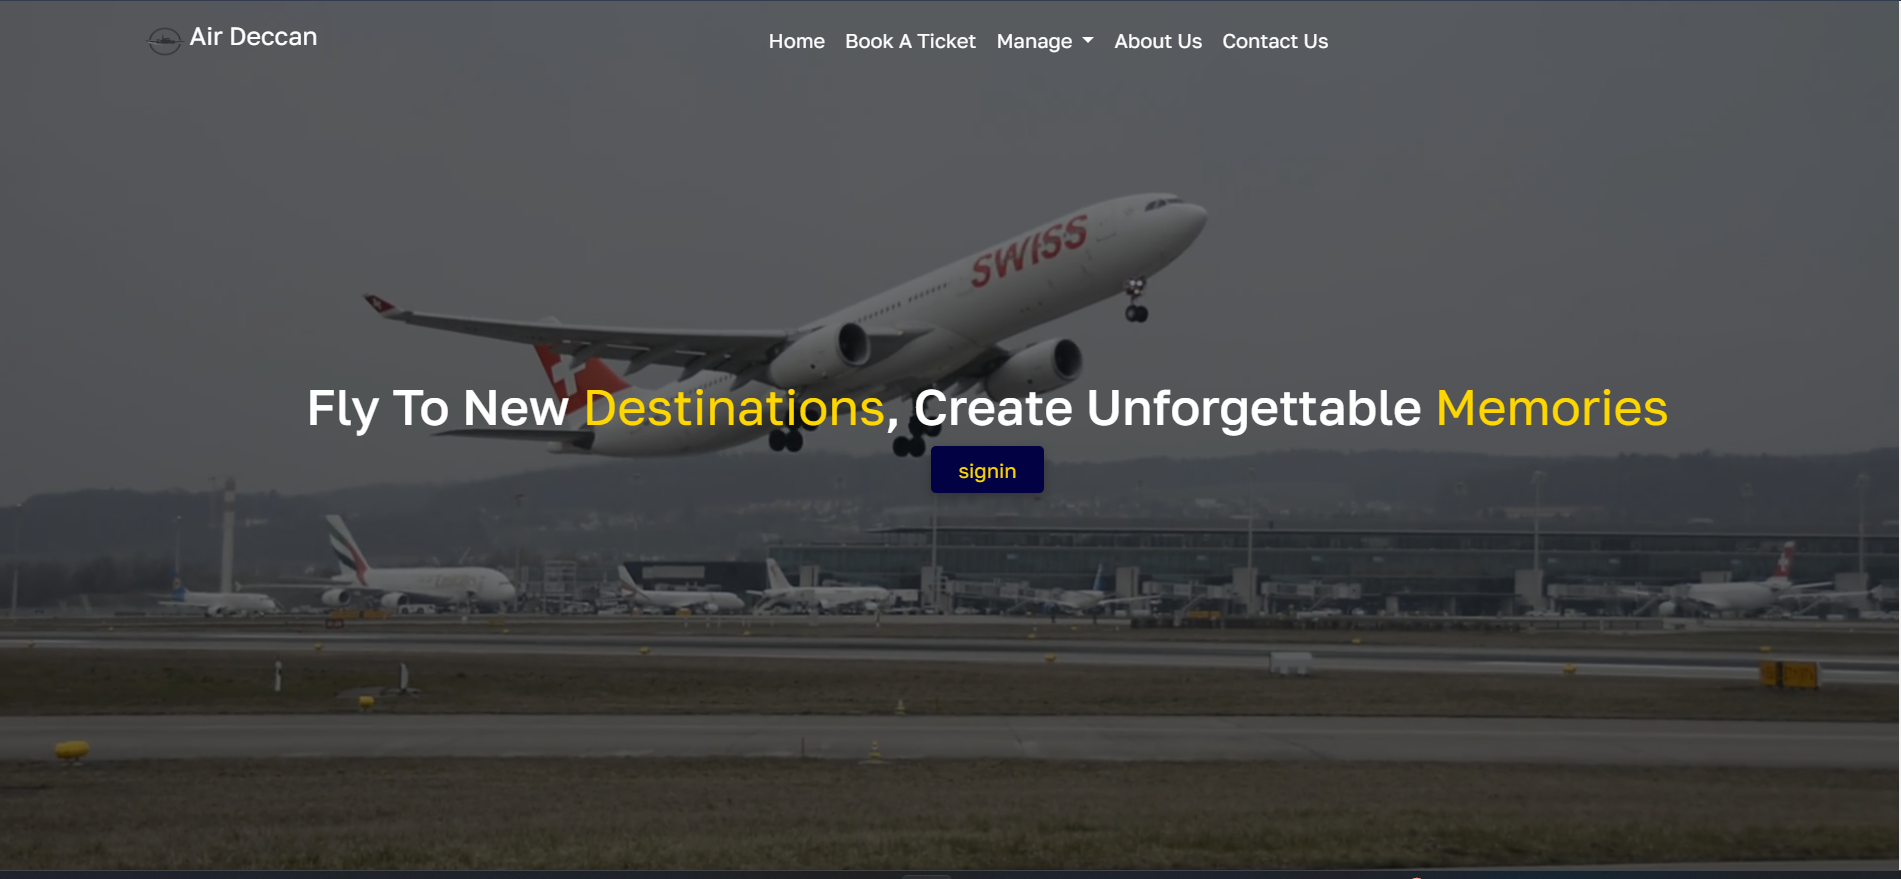 Air Deccan
Home Book A Ticket Manage About Us Contact Us
SWISS
Fly To New Destinations, Create Unforgettable Memories
signin